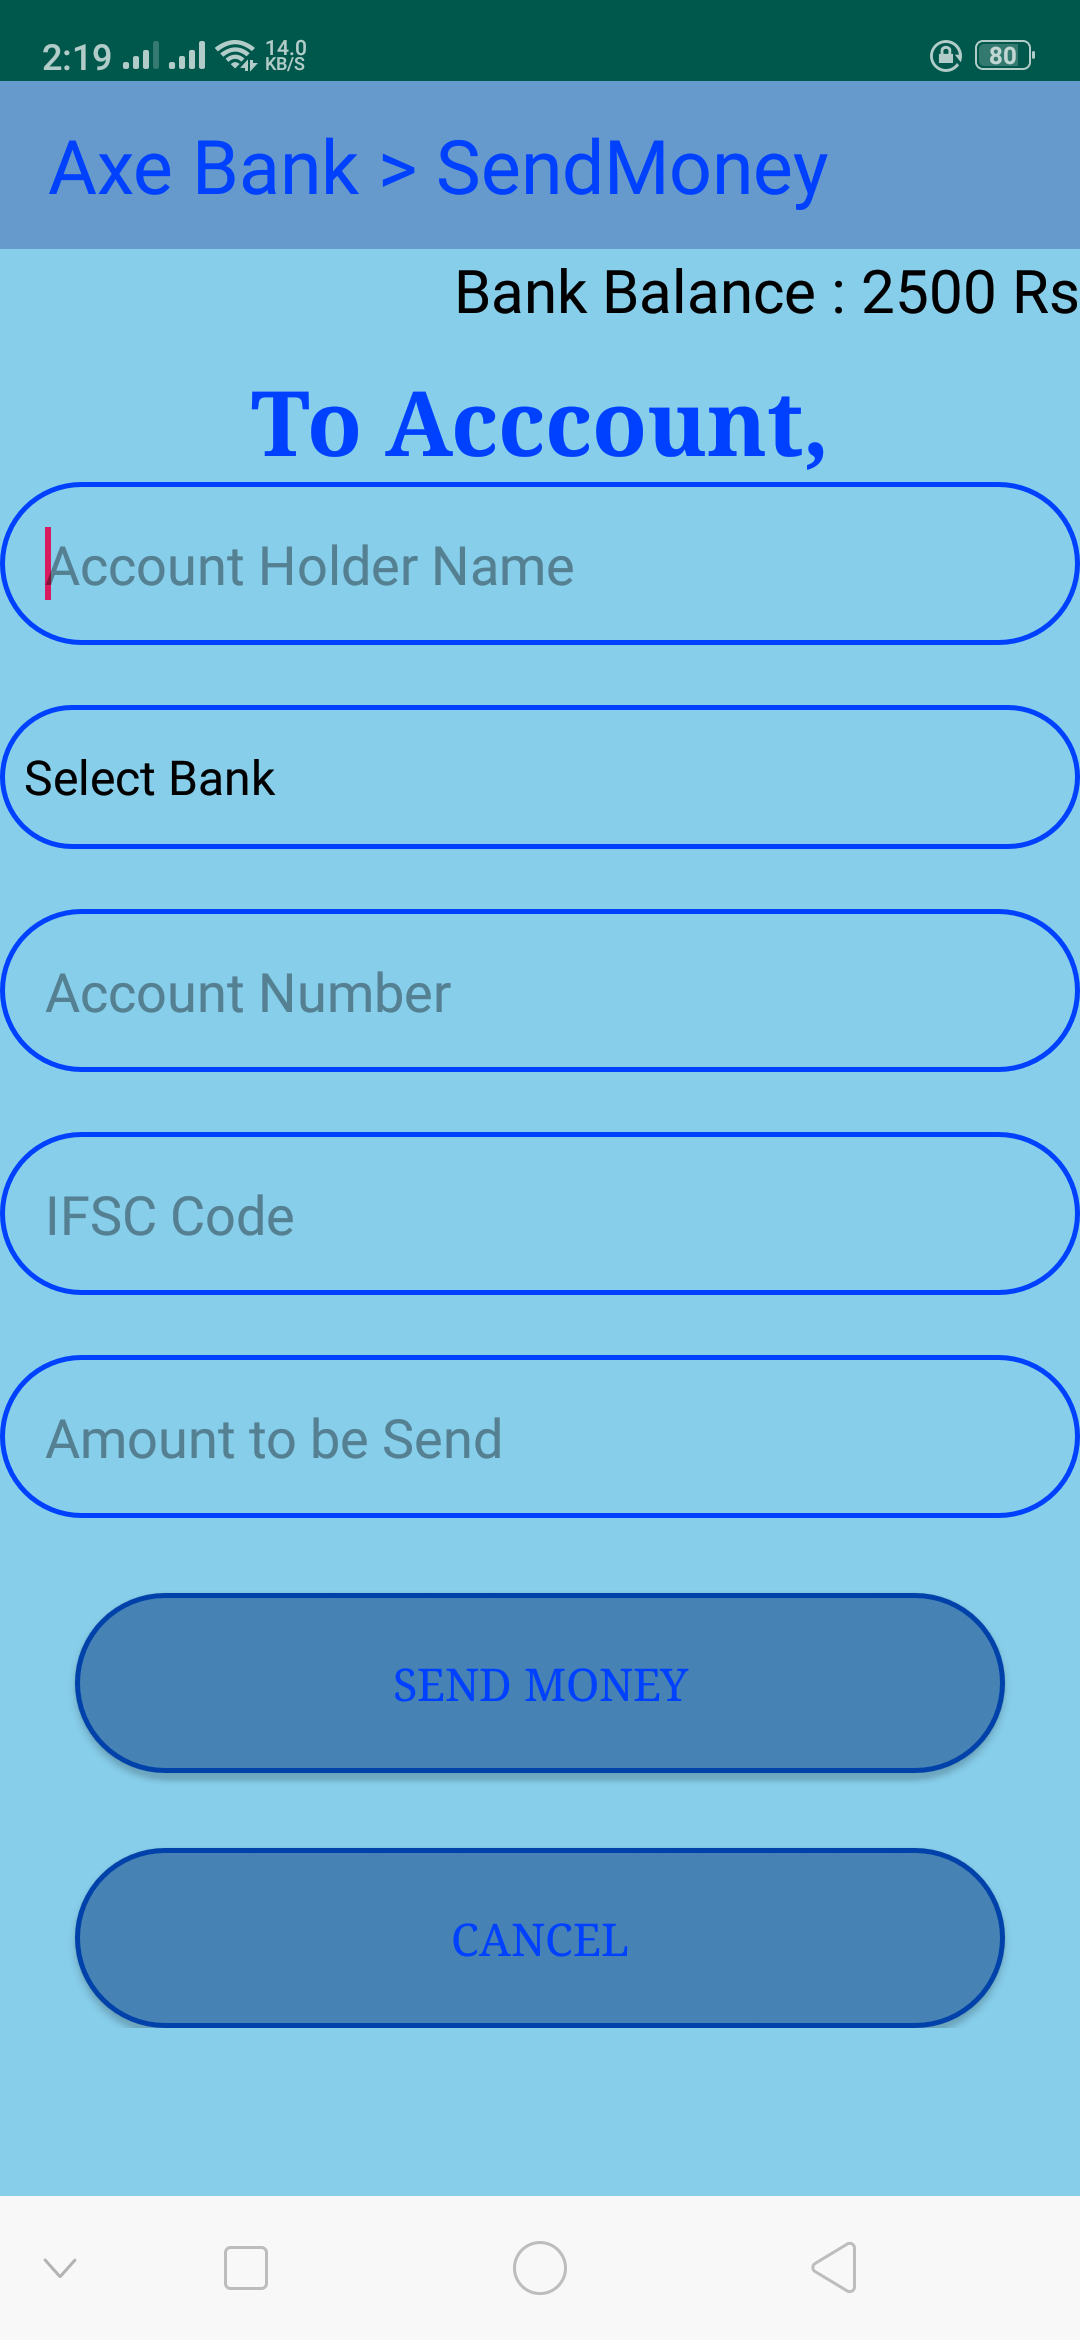 2:19 14.0 KB/S 80
Axe Bank > SendMoney
Bank Balance : 2500 Rs
To Acccount,
Account Holder Name
Select Bank
Account Number
IFSC Code
Amount to be Send
SEND MONEY
CANCEL